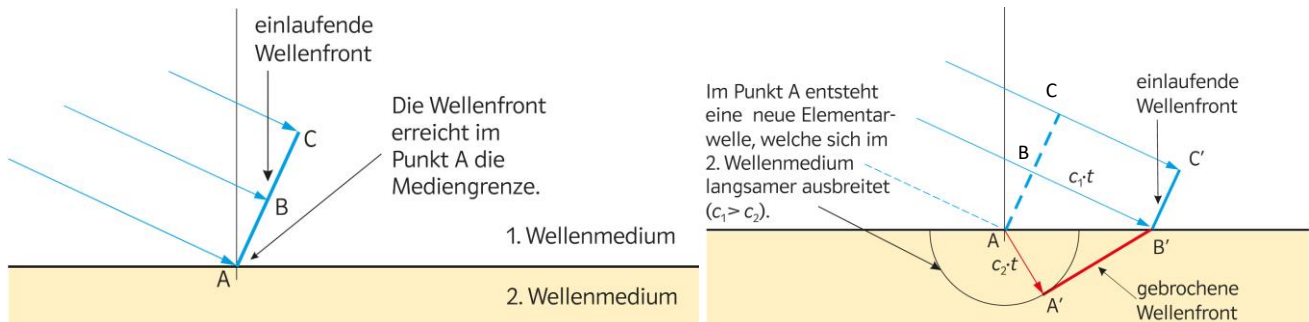 einlaufende
Wellenfront
Die Wellenfront
erreicht im
Punkt A die
Mediengrenze.
C
B
A
1. Wellenmedium
2. Wellenmedium
Im Punkt A entsteht
eine neue Elementar-
welle, welche sich im
2. Wellenmedium
langsamer ausbreitet
(c₁> c₂).
C
einlaufende
Wellenfront
B
C'
c₁·t
A
B'
c₂·t
A'
gebrochene
Wellenfront